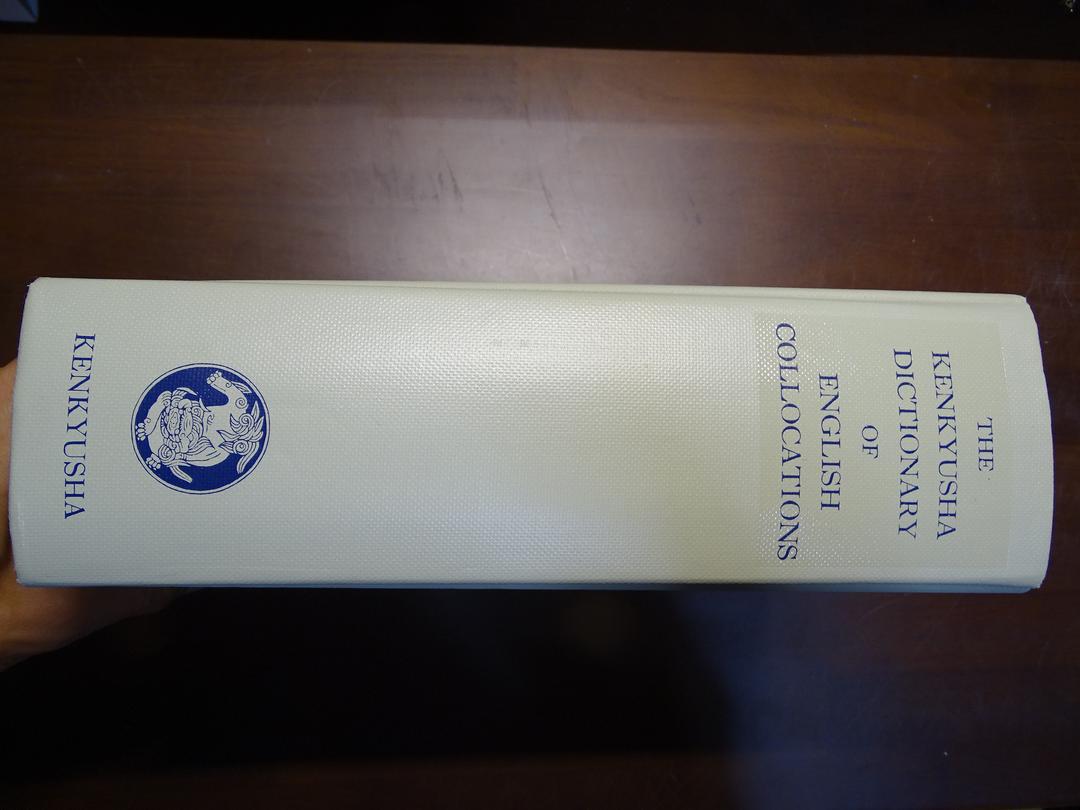 THE
KENKYUSHA
DICTIONARY
OF
ENGLISH
COLLOCATIONS
KENKYUSHA